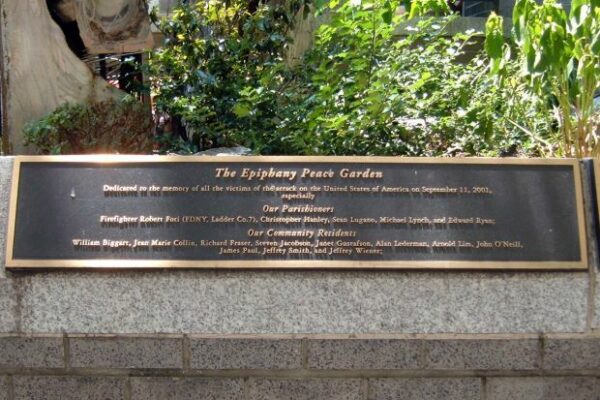 The Epiphany Peace Garden
Dedicated to the memory of all the victims of the attack on the United States of America on September 11, 2001,
especially
Our Parishioners
Firefighter Robert Foti (FDNY, Ladder Co.7), Christopher Hanley, Sean Lugano, Michael Lynch, and Edward Ryan;
Our Community Residents
William Biggart, Jean Marie Collin, Richard Fraser, Steven Jacobson, Janet Gustafson, Alan Lederman, Arnold Lim, John O'Neill,
James Paul, Jeffrey Smith, and Jeffrey Wiener;